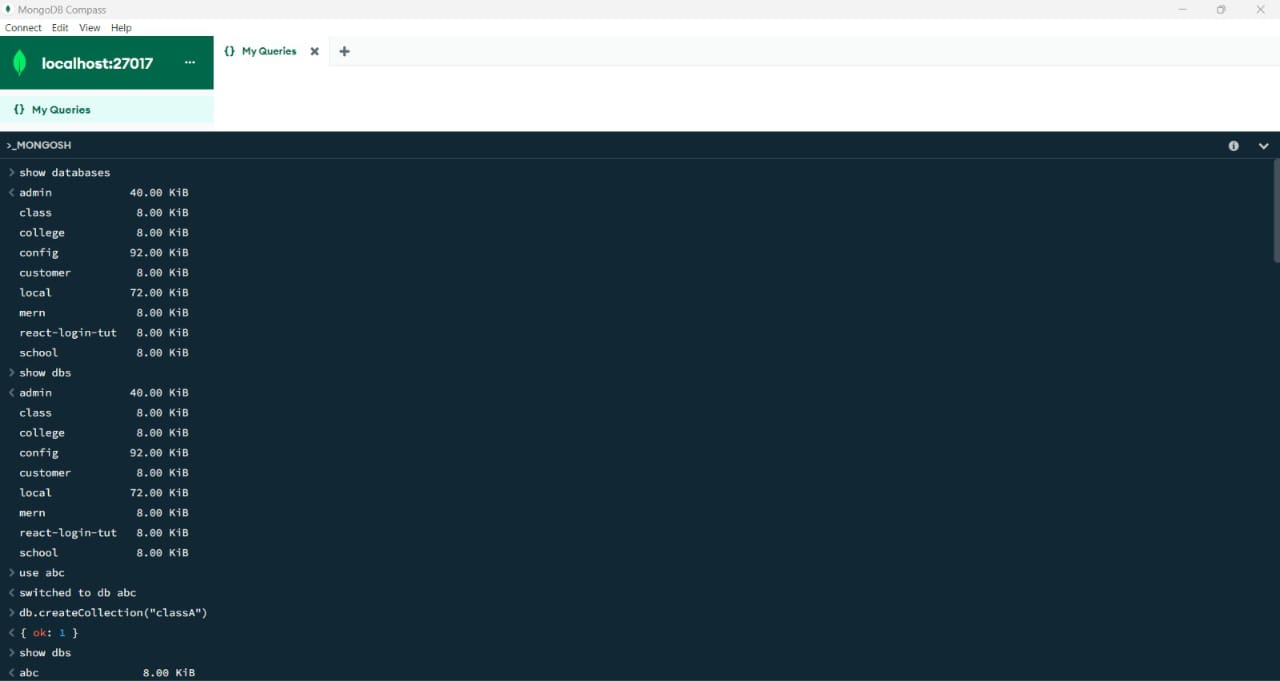 MongoDB Compass
Connect Edit View Help
localhost:27017 ...
{} My Queries
{} My Queries
>_MONGOSH
> show databases
< admin 40.00 KiB
class 8.00 KiB
college 8.00 KiB
config 92.00 KiB
customer 8.00 KiB
local 72.00 KiB
mern 8.00 KiB
react-login-tut 8.00 KiB
school 8.00 KiB
> show dbs
< admin 40.00 KiB
class 8.00 KiB
college 8.00 KiB
config 92.00 KiB
customer 8.00 KiB
local 72.00 KiB
mern 8.00 KiB
react-login-tut 8.00 KiB
school 8.00 KiB
> use abc
< switched to db abc
> db.createCollection("classA")
< { ok: 1 }
> show dbs
< abc 8.00 KiB